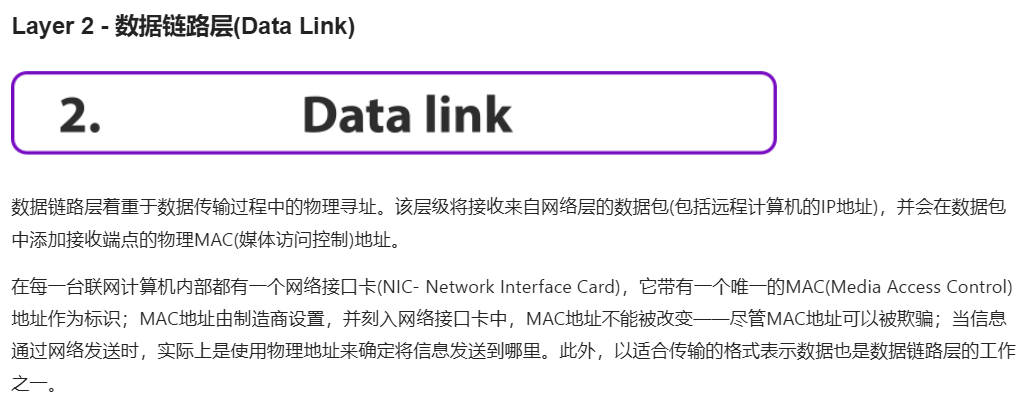 Layer 2 - 数据链路层(Data Link)
2. Data link
数据链路层着重于数据传输过程中的物理寻址。该层级将接收来自网络层的数据包(包括远程计算机的IP地址)，并会在数据包
中添加接收端点的物理MAC(媒体访问控制)地址。
在每一台联网计算机内部都有一个网络接口卡(NIC- Network Interface Card)，它带有一个唯一的MAC(Media Access Control)
地址作为标识；MAC地址由制造商设置，并刻入网络接口卡中，MAC地址不能被改变——尽管MAC地址可以被欺骗；当信息
通过网络发送时，实际上是使用物理地址来确定将信息发送到哪里。此外，以适合传输的格式表示数据也是数据链路层的工作
之一。